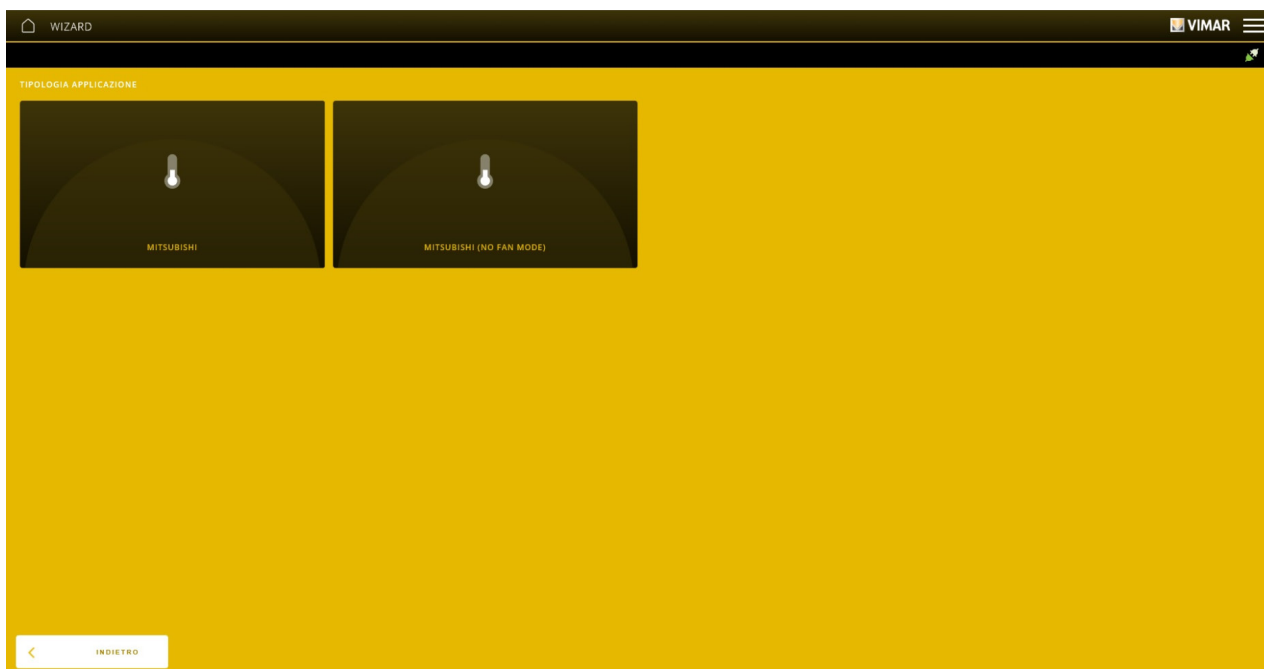 WIZARD
VIMAR
TIPOLOGIA APPLICAZIONE
MITSUBISHI
MITSUBISHI (NO FAN MODE)
INDIETRO